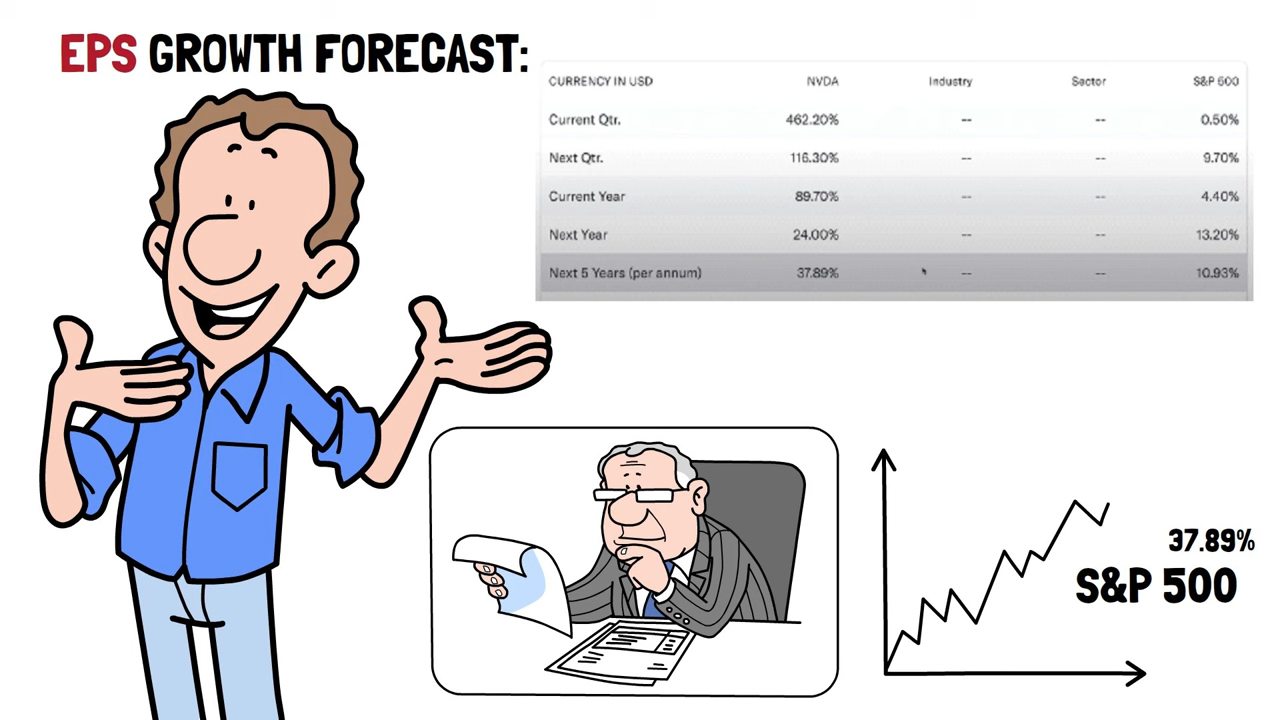 EPS GROWTH FORECAST:
CURRENCY IN USD NVDA Industry Sector S&P 500
Current Qtr. 462.20% -- -- 0.50%
Next Qtr. 116.30% -- -- 9.70%
Current Year 89.70% -- -- 4.40%
Next Year 24.00% -- -- 13.20%
Next 5 Years (per annum) 37.89% -- -- 10.93%
37.89%
S&P 500